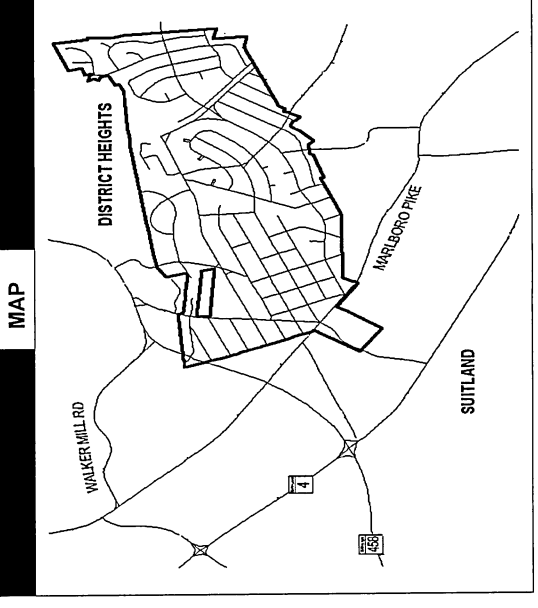 MAP
DISTRICT HEIGHTS
WALKER MILL RD
MARLBORO PIKE
SUITLAND
4
458